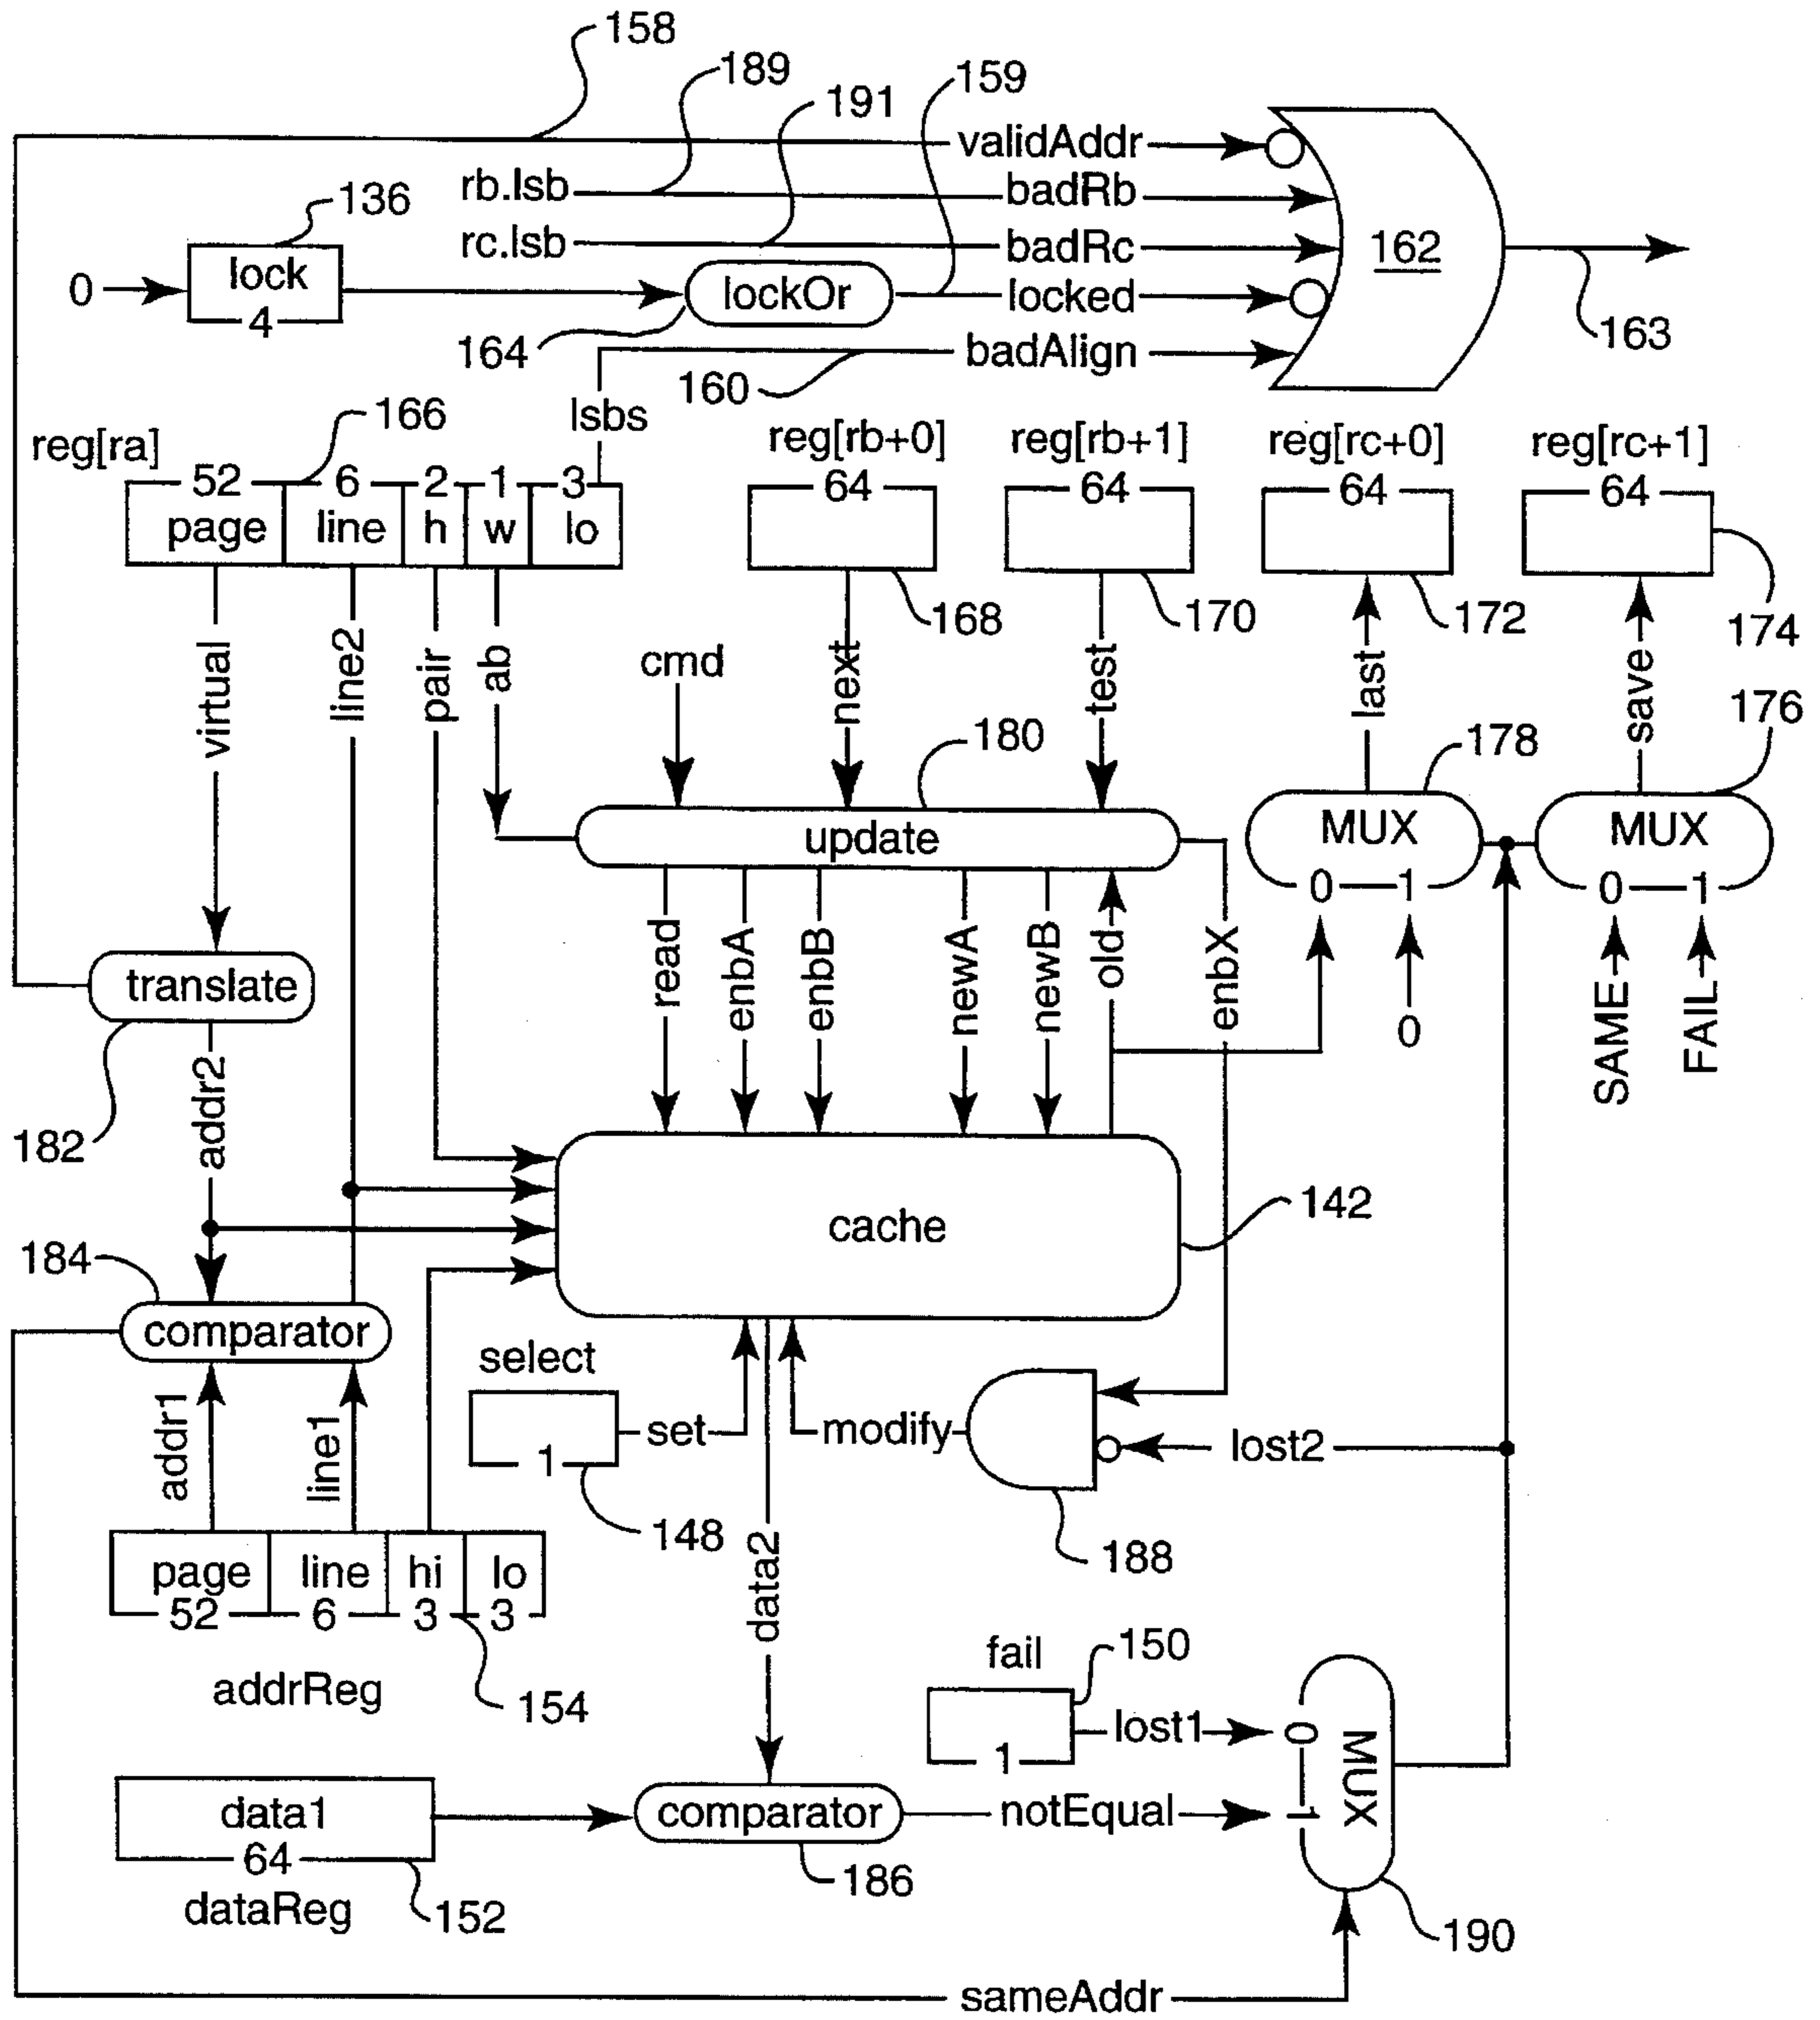 158
189
159
191
validAddr
rb.lsb
badRb
136
rc.lsb
badRc
162
lock
0
lockOr
locked
4
163
164
badAlign
160
lsbs
166
reg[ra]
reg[rb+0]
reg[rb+1]
reg[rc+0]
reg[rc+1]
52
6
2
1
3
64
64
64
64
page
line
h
w
lo
168
170
172
174
virtual
line2
pair
ab
cmd
next
test
last
save
176
180
178
update
MUX
MUX
0
1
0
1
read
enbA
enbB
newA
newB
old
enbX
translate
0
SAME
FAIL
addr2
182
142
cache
184
comparator
select
addr1
line1
set
modify
lost2
1
148
188
page
line
hi
lo
52
6
3
3
data2
addrReg
154
fail
150
lost1
0
1
MUX
1
data1
comparator
notEqual
64
186
dataReg
152
190
sameAddr